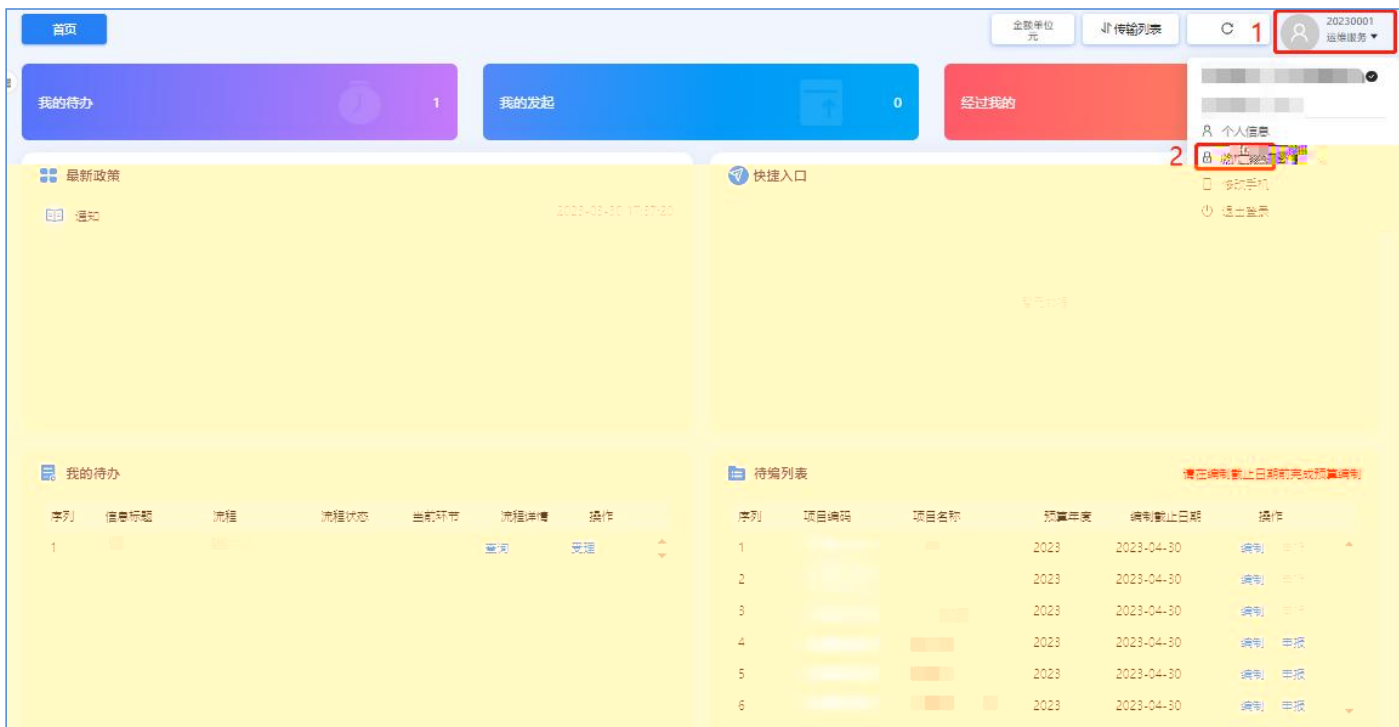 首页
金额单位
元
传输列表
1
20230001
运维服务
我的待办
1
我的发起
0
经过我的
个人信息
2
修改手机
退出登录
最新政策
快捷入口
通知
我的待办
待编列表
请在编制截止日期前完成预算编制
序列 信息标题 流程 流程状态 当前环节 流程详情 操作
1 查询 受理
序列 项目编码 项目名称 预算年度 编制截止日期 操作
1 2023 2023-04-30 编制
2 2023 2023-04-30 编制
3 2023 2023-04-30 编制
4 2023 2023-04-30 编制 申报
5 2023 2023-04-30 编制 申报
6 2023 2023-04-30 编制 申报